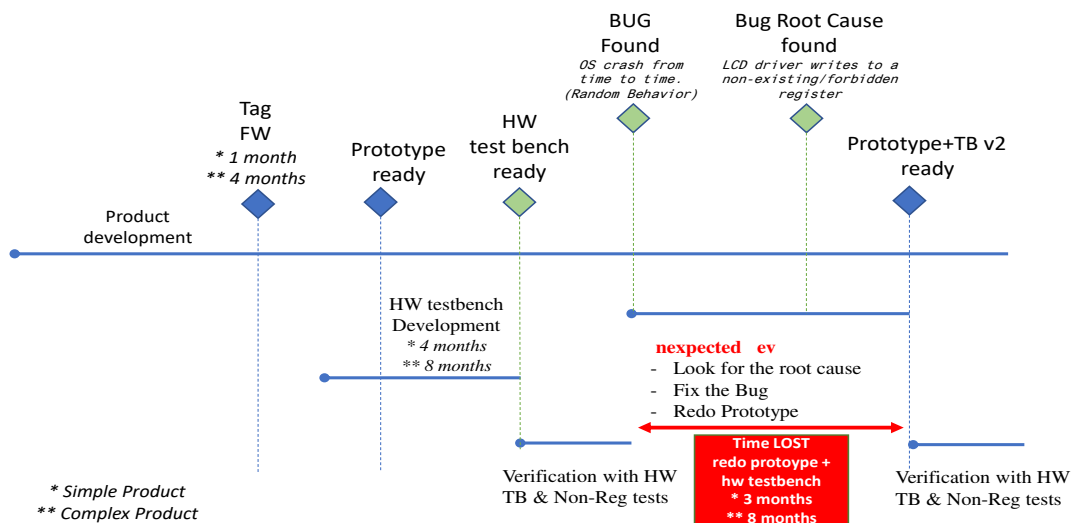 BUG
Found
OS crash from
time to time.
(Random Behavior)
Bug Root Cause
found
LCD driver writes to a
non-existing/forbidden
register
Tag
FW
* 1 month
** 4 months
Prototype
ready
HW
test bench
ready
Prototype+TB v2
ready
Product
development
HW testbench
Development
* 4 months
** 8 months
nexpected ev
- Look for the root cause
- Fix the Bug
- Redo Prototype
Time LOST
redo protoype +
hw testbench
* 3 months
** 8 months
Verification with HW
TB & Non-Reg tests
Verification with HW
TB & Non-Reg tests
* Simple Product
** Complex Product